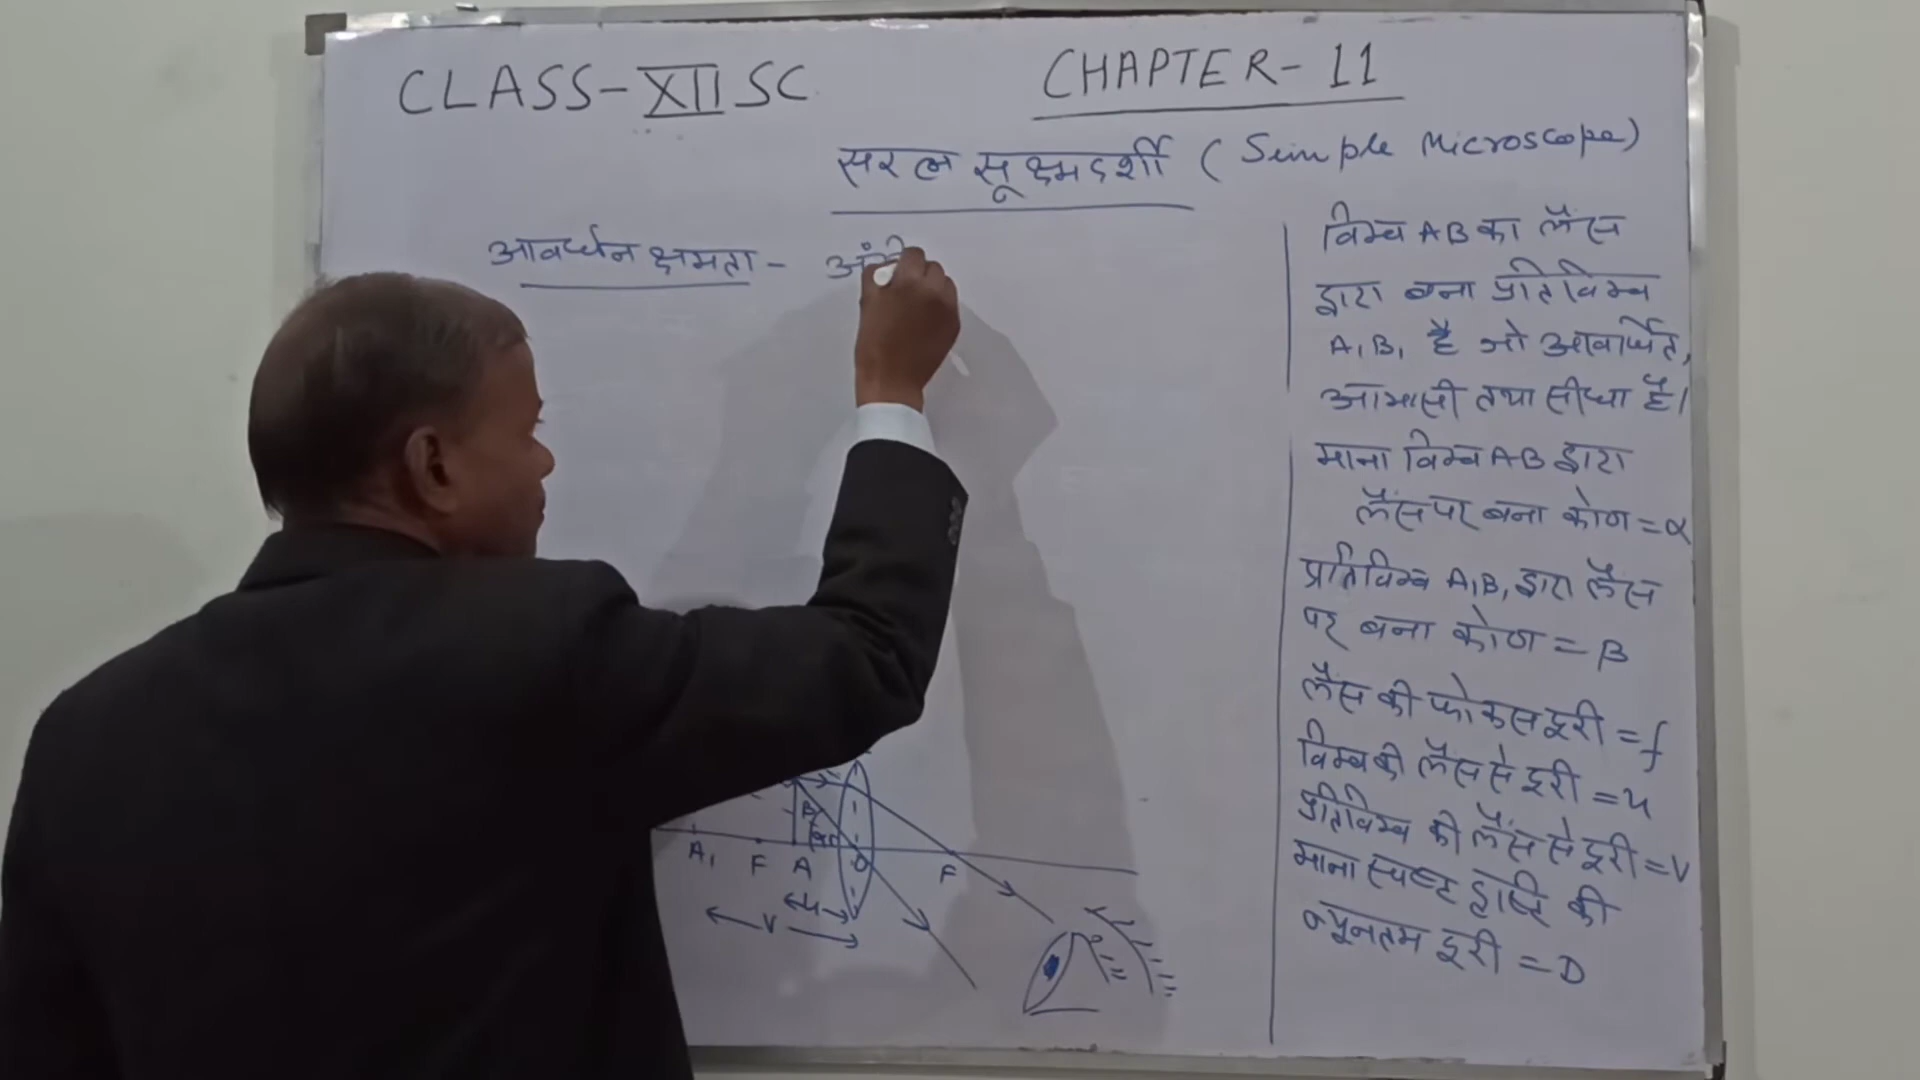 CLASS-XII SC
CHAPTER-11
सरल सूक्ष्मदर्शी (Simple Microscope)
आवर्धन क्षमता -
विम्ब AB का लैंस
द्वारा बना प्रतिविम्ब
A₁B₁ है जो आवर्धित,
आभासी तथा सीधा है।
माना विम्ब AB द्वारा
लैंस पर बना कोण = α
प्रतिविम्ब A₁B₁ द्वारा लैंस
पर बना कोण = β
लैंस की फोकस दूरी = f
विम्ब की लैंस से दूरी = u
प्रतिविम्ब की लैंस से दूरी = v
माना स्पष्ट दृष्टि की
न्यूनतम दूरी = D
A₁ F A O F
u
v